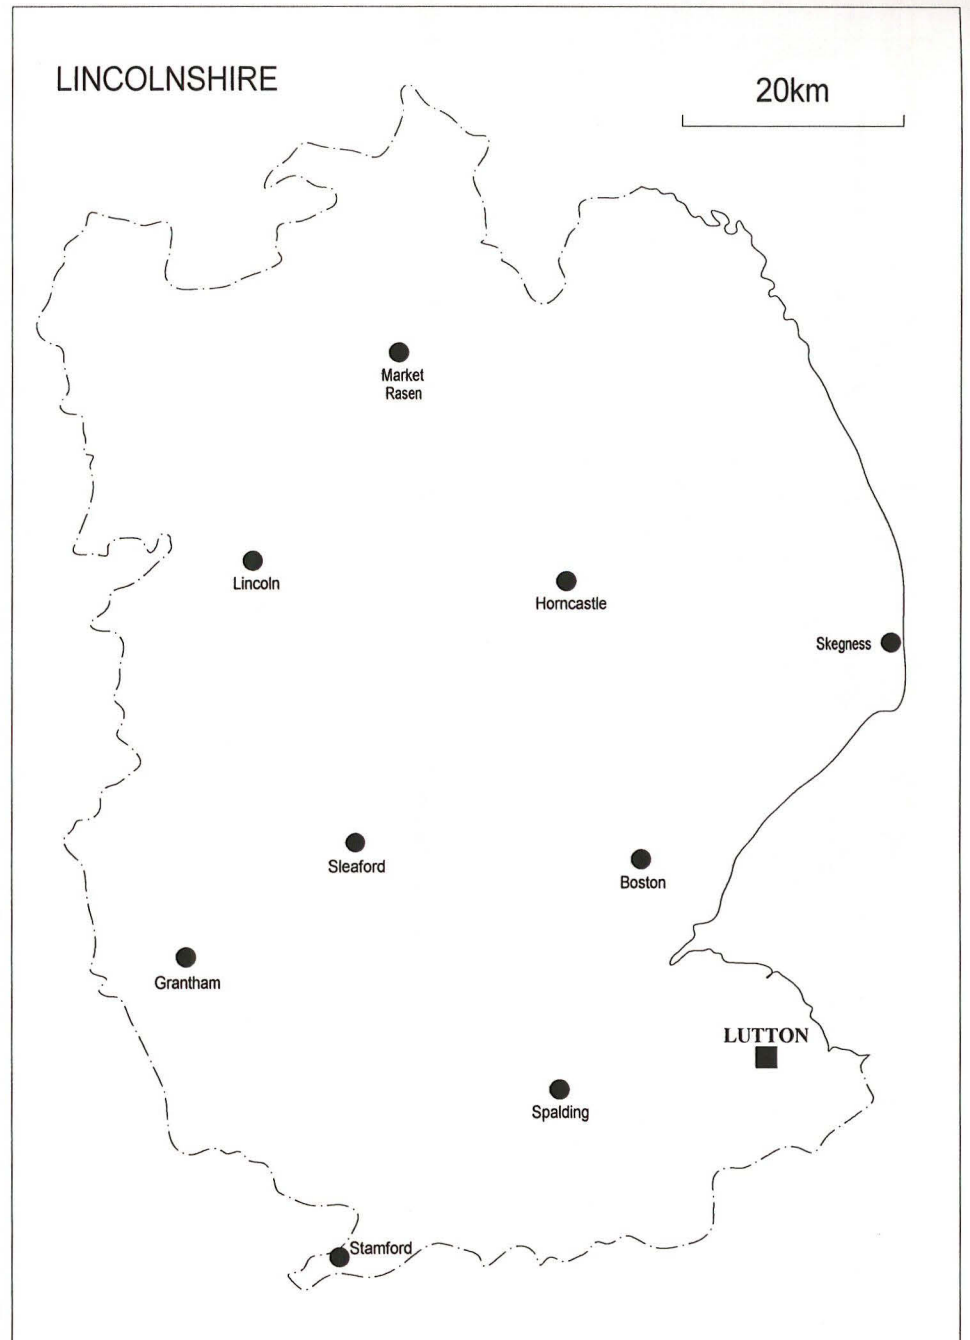 LINCOLNSHIRE
20km
Market
Rasen
Lincoln
Horncastle
Skegness
Sleaford
Boston
Grantham
LUTTON
Spalding
Stamford